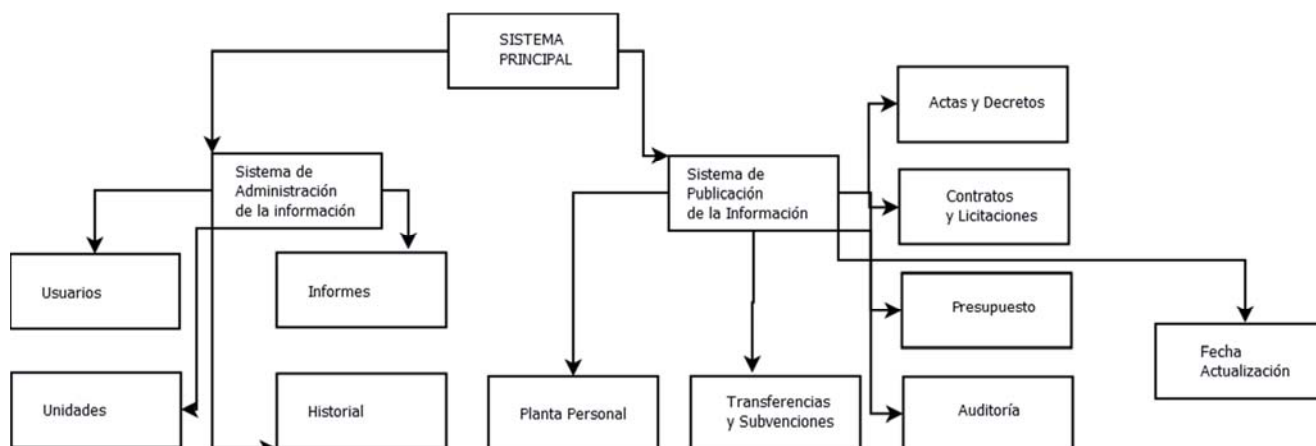 SISTEMA
PRINCIPAL
Sistema de
Administración
de la información
Usuarios
Informes
Unidades
Historial
Sistema de
Publicación
de la Información
Actas y Decretos
Contratos
y Licitaciones
Presupuesto
Auditoría
Planta Personal
Transferencias
y Subvenciones
Fecha
Actualización